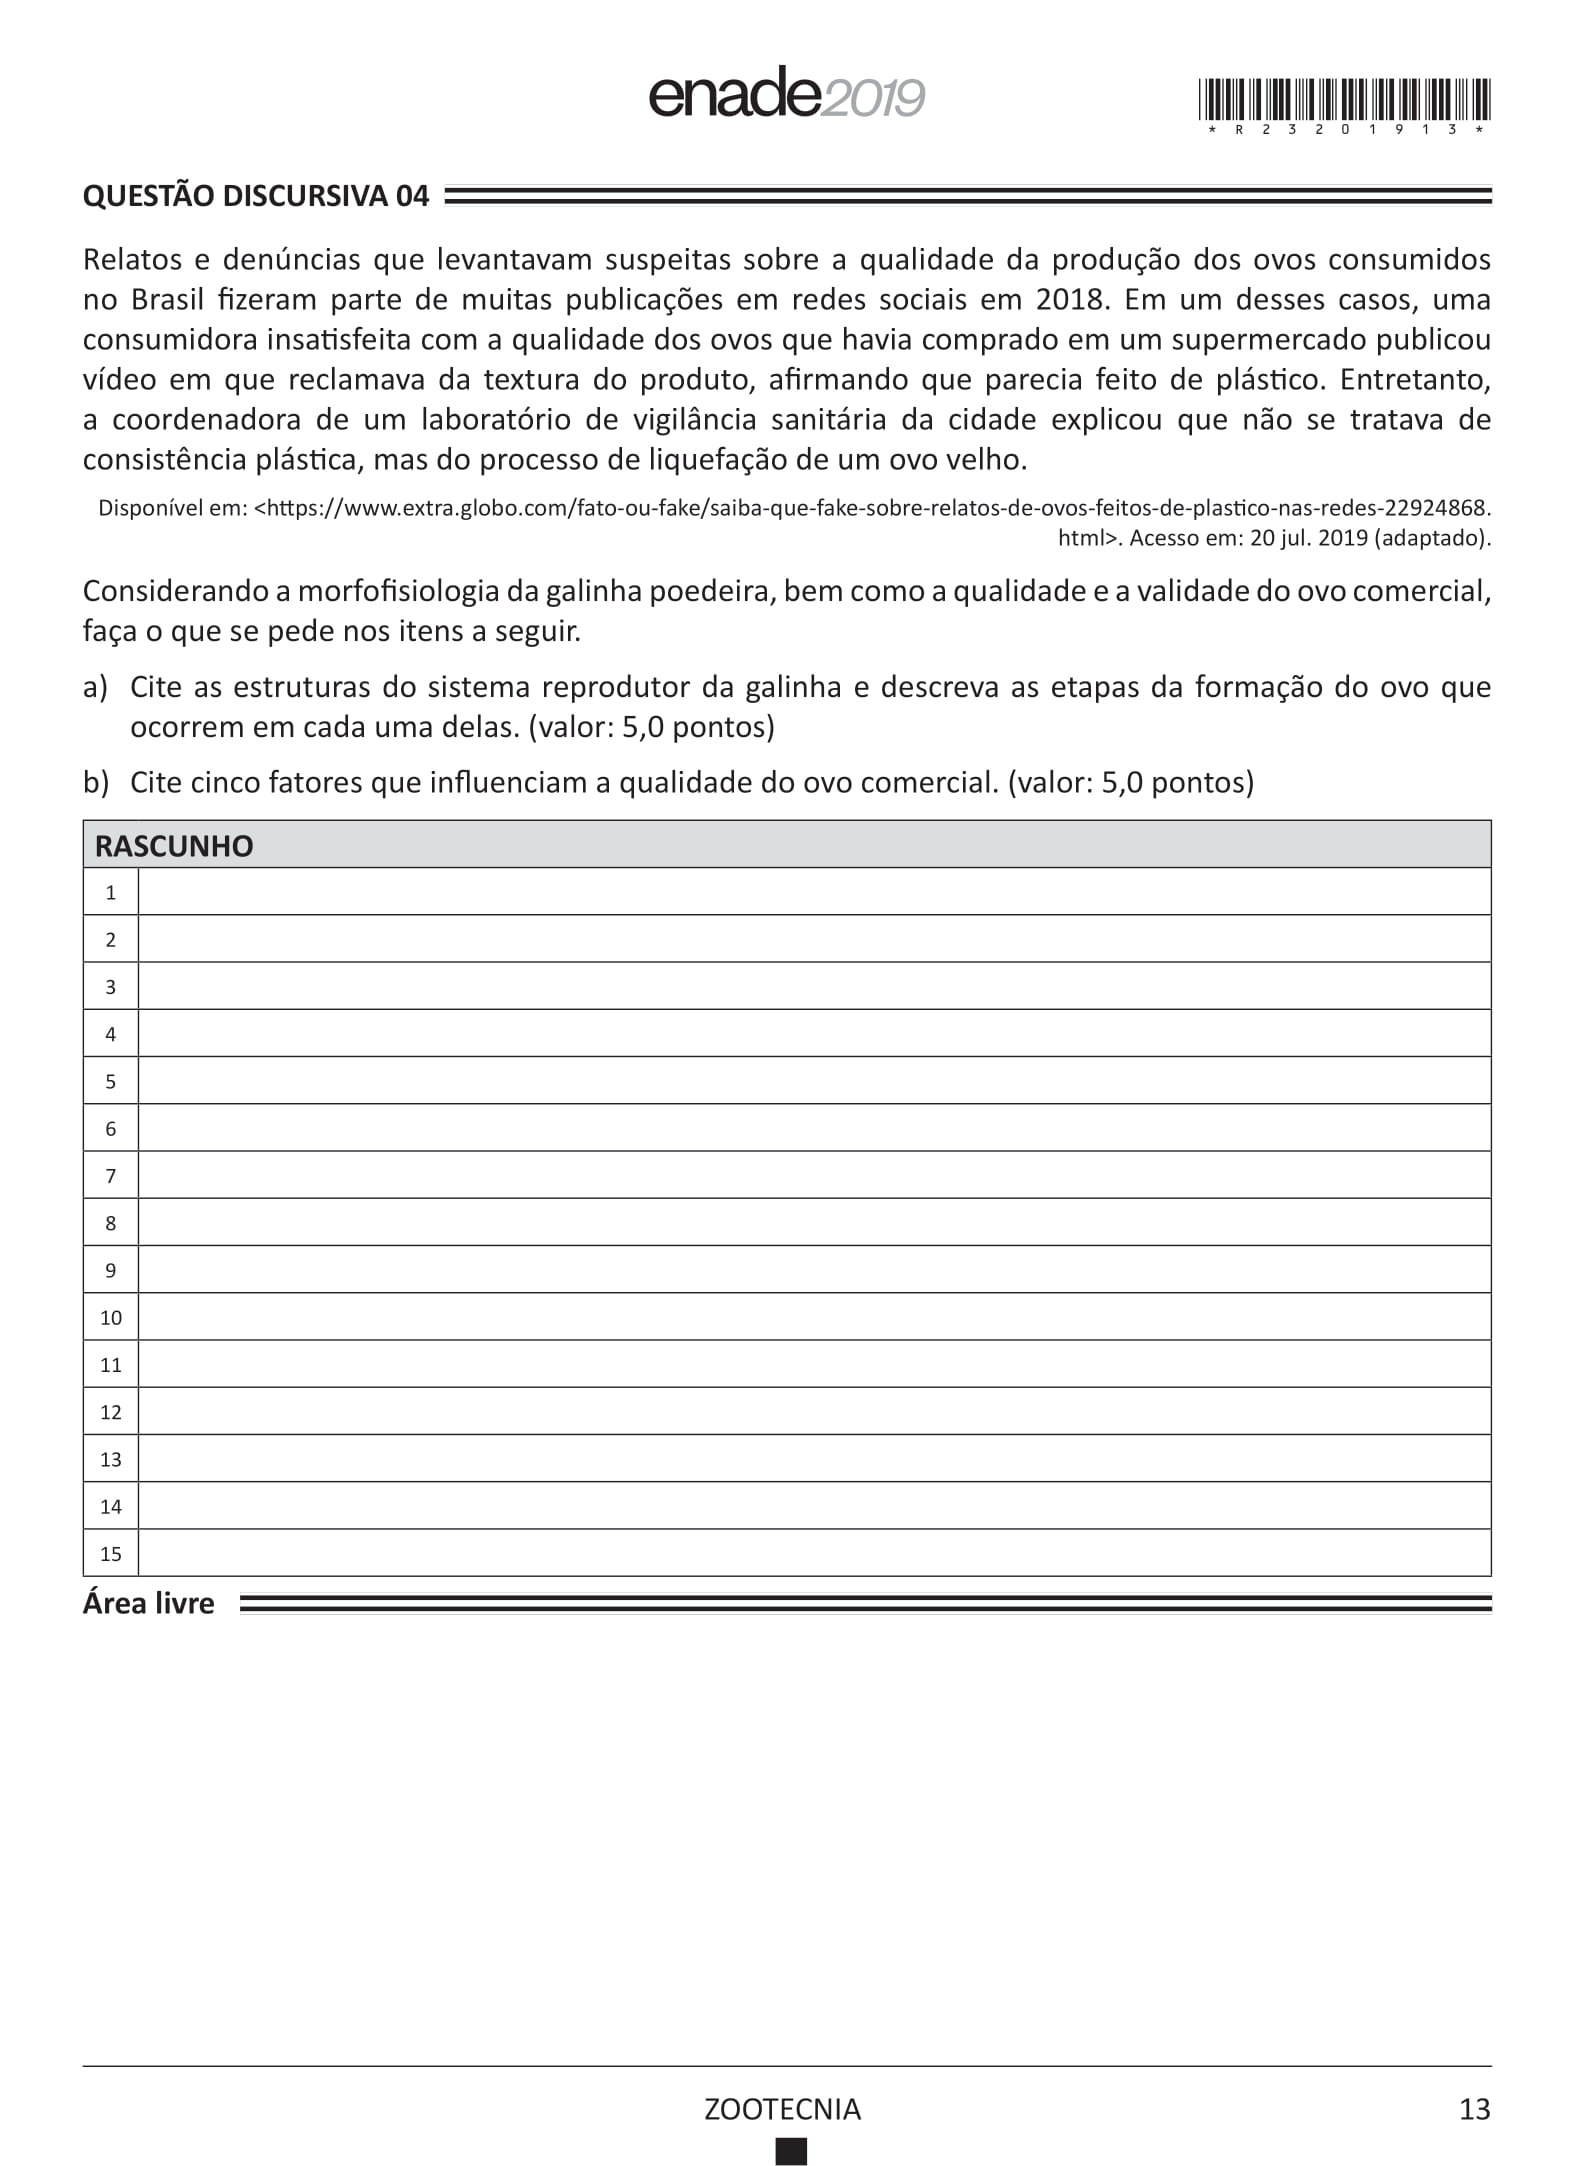 enade2019
* R 2 3 2 0 1 9 1 3 *
QUESTÃO DISCURSIVA 04
Relatos e denúncias que levantavam suspeitas sobre a qualidade da produção dos ovos consumidos
no Brasil fizeram parte de muitas publicações em redes sociais em 2018. Em um desses casos, uma
consumidora insatisfeita com a qualidade dos ovos que havia comprado em um supermercado publicou
vídeo em que reclamava da textura do produto, afirmando que parecia feito de plástico. Entretanto,
a coordenadora de um laboratório de vigilância sanitária da cidade explicou que não se tratava de
consistência plástica, mas do processo de liquefação de um ovo velho.
Disponível em: <https://www.extra.globo.com/fato-ou-fake/saiba-que-fake-sobre-relatos-de-ovos-feitos-de-plastico-nas-redes-22924868.
html>. Acesso em: 20 jul. 2019 (adaptado).
Considerando a morfofisiologia da galinha poedeira, bem como a qualidade e a validade do ovo comercial,
faça o que se pede nos itens a seguir.
a) Cite as estruturas do sistema reprodutor da galinha e descreva as etapas da formação do ovo que
ocorrem em cada uma delas. (valor: 5,0 pontos)
b) Cite cinco fatores que influenciam a qualidade do ovo comercial. (valor: 5,0 pontos)
RASCUNHO
1
2
3
4
5
6
7
8
9
10
11
12
13
14
15
Área livre
ZOOTECNIA
13